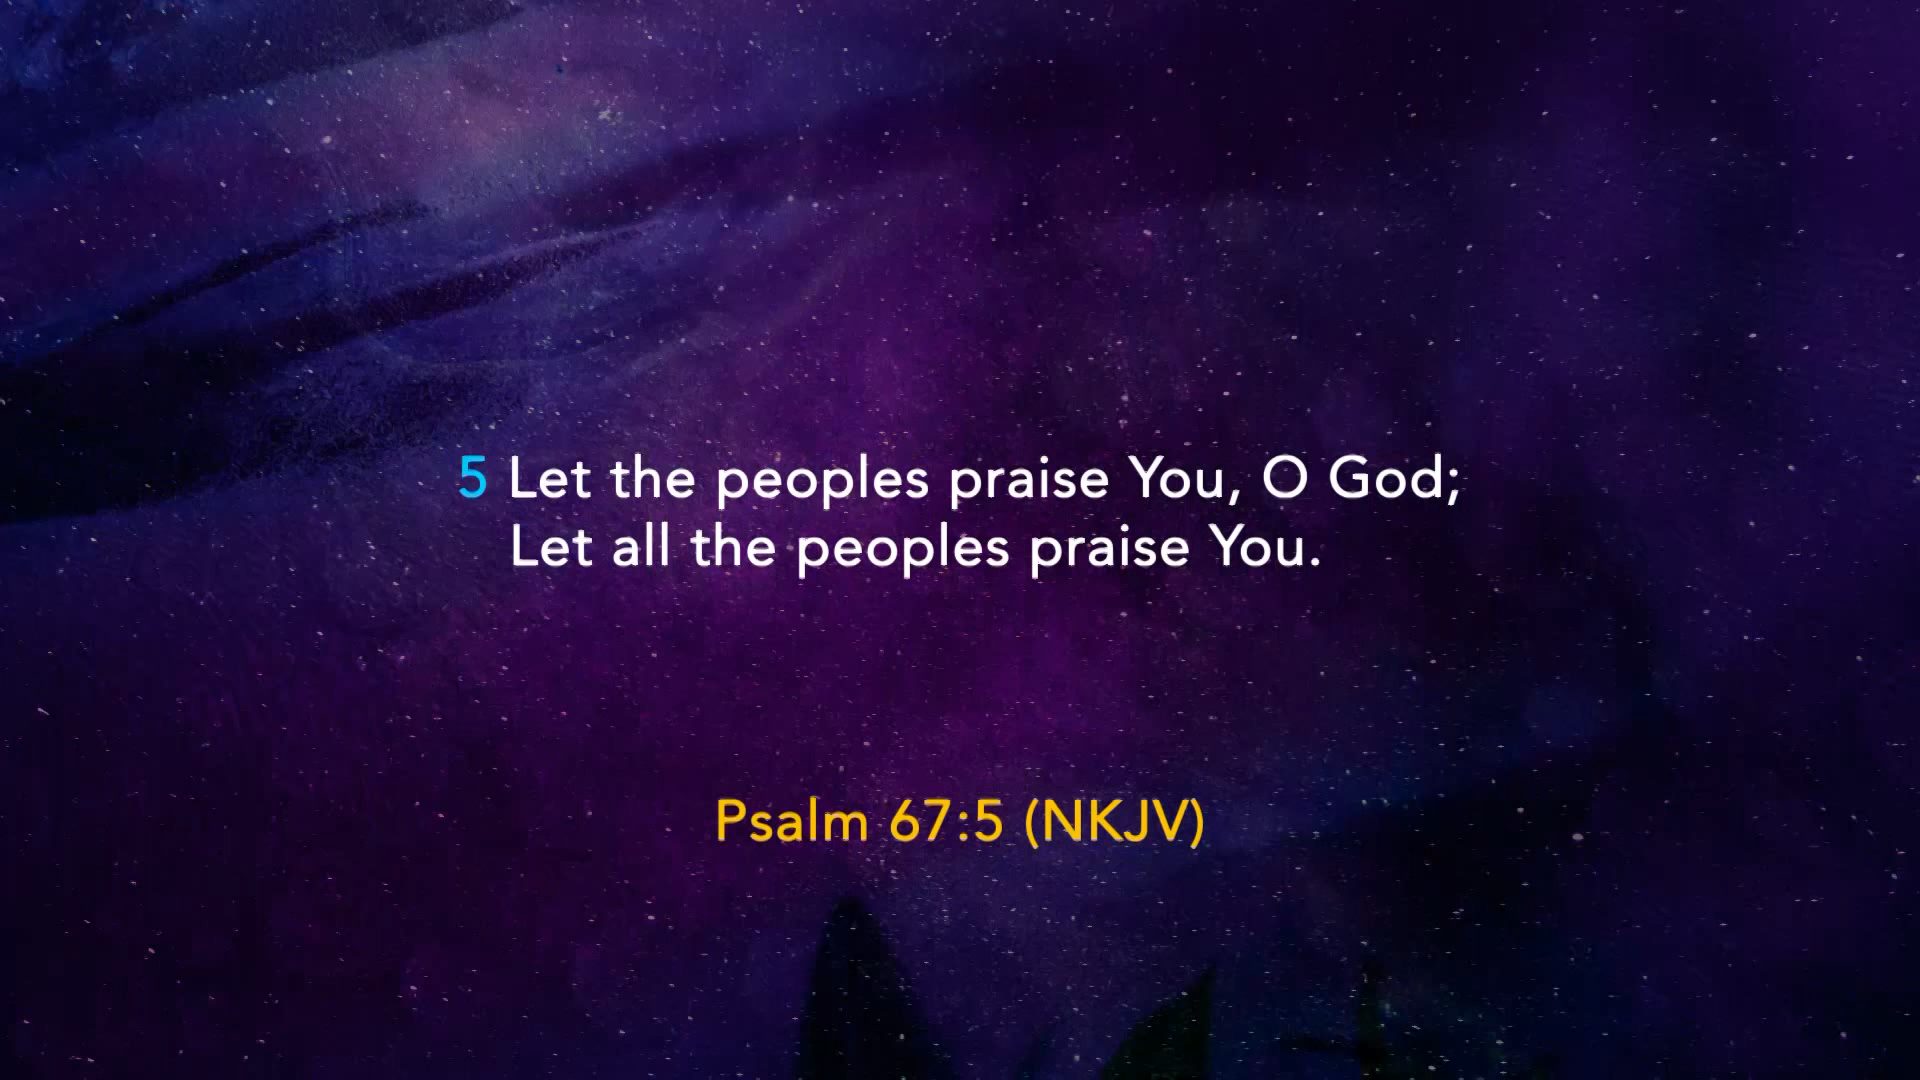 5 Let the peoples praise You, O God;
Let all the peoples praise You.
Psalm 67:5 (NKJV)